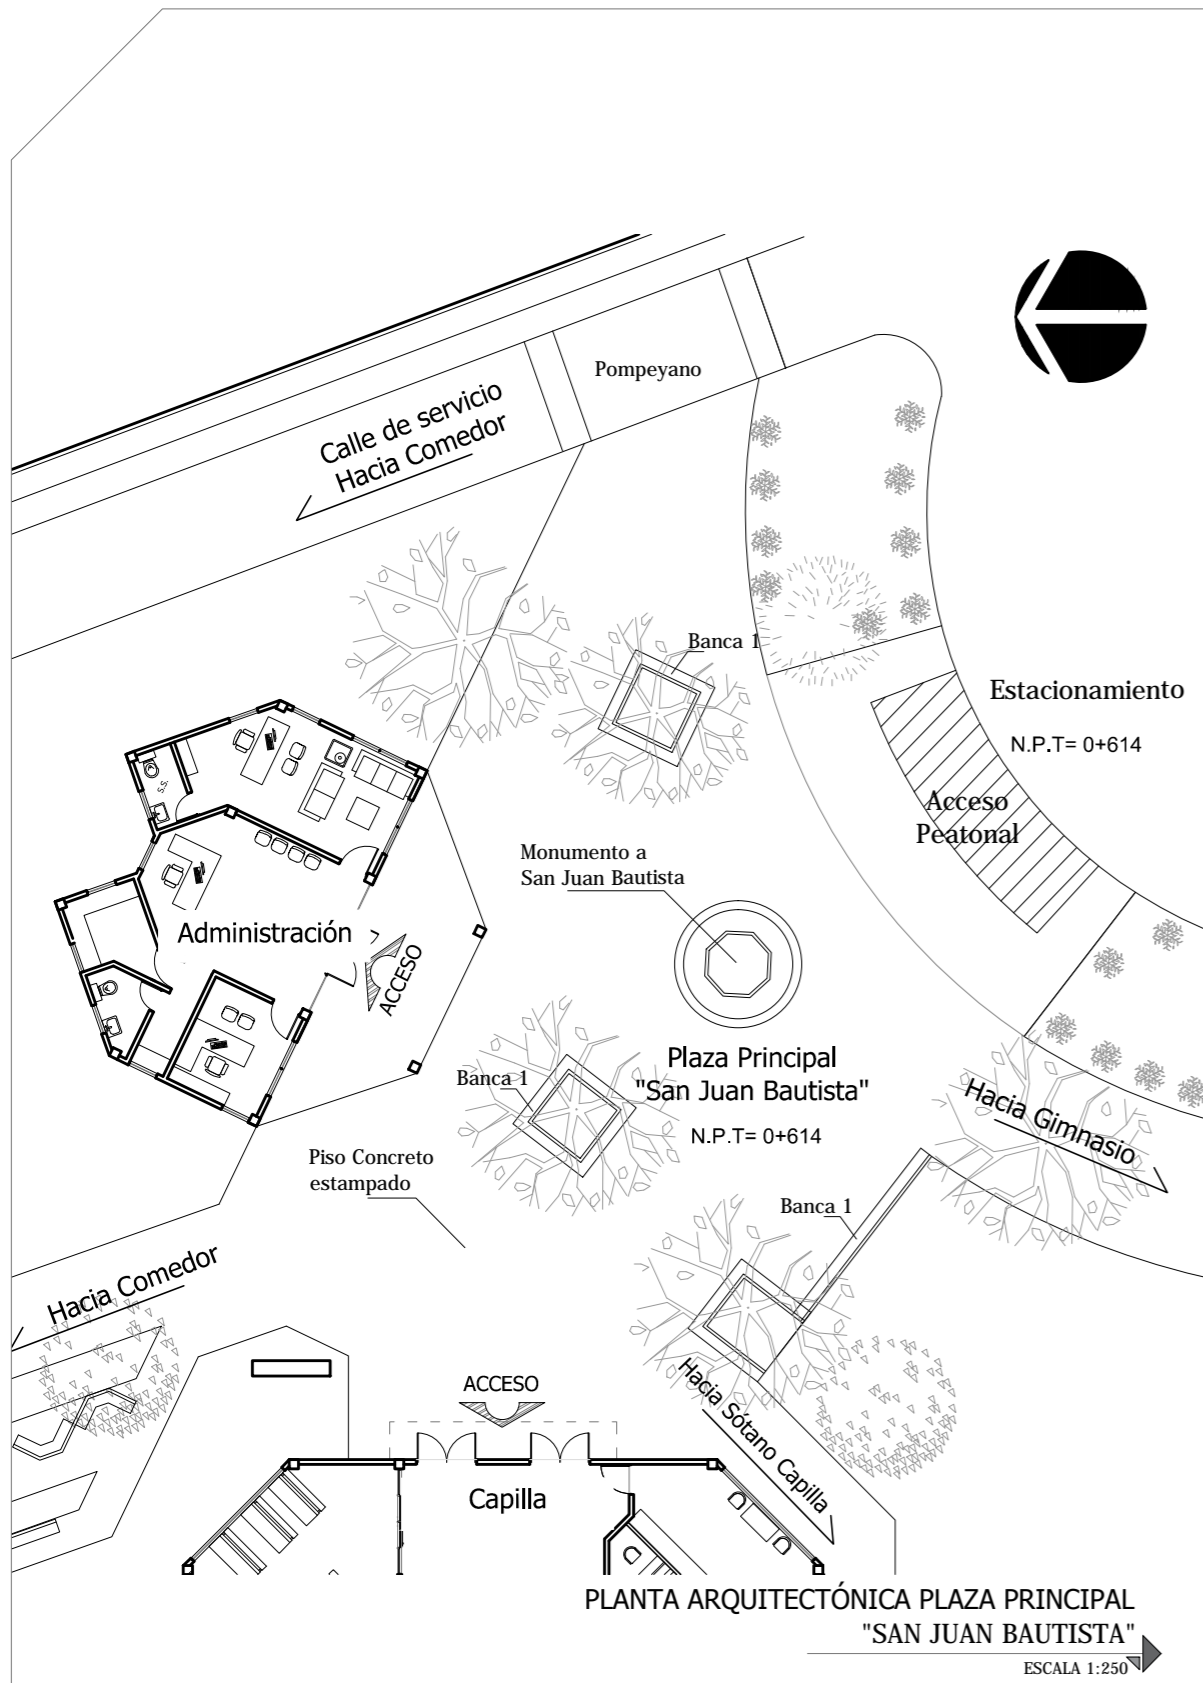 Pompeyano
Calle de servicio
Hacia Comedor
Banca 1
Estacionamiento
N.P.T= 0+614
S.S.
Acceso
Peatonal
Monumento a
San Juan Bautista
Administración
ACCESO
Plaza Principal
"San Juan Bautista"
N.P.T= 0+614
Banca 1
Hacia Gimnasio
Piso Concreto
estampado
Banca 1
Hacia Comedor
ACCESO
Hacia Sótano Capilla
Capilla
PLANTA ARQUITECTÓNICA PLAZA PRINCIPAL
"SAN JUAN BAUTISTA"
ESCALA 1:250